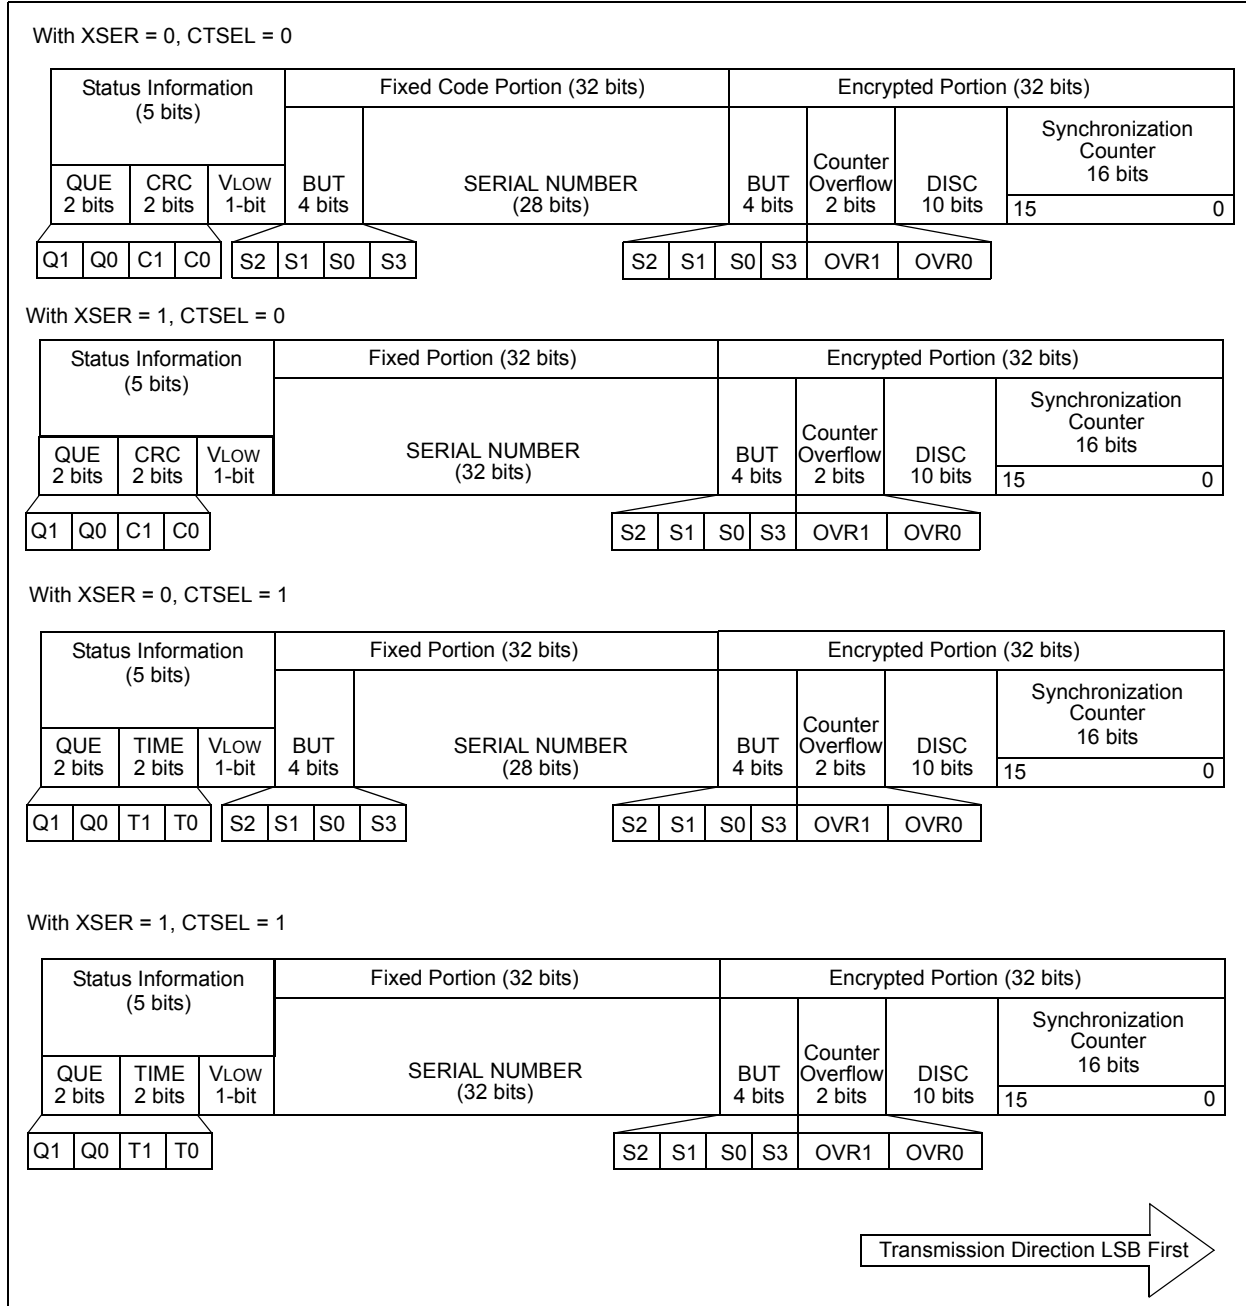 With XSER = 0, CTSEL = 0
Status Information
(5 bits)
Fixed Code Portion (32 bits)
Encrypted Portion (32 bits)
QUE
2 bits
CRC
2 bits
VLOW
1-bit
BUT
4 bits
SERIAL NUMBER
(28 bits)
BUT
4 bits
Counter
Overflow
2 bits
DISC
10 bits
Synchronization
Counter
16 bits
15 0
Q1 Q0 C1 C0
S2 S1 S0 S3
S2 S1 S0 S3 OVR1 OVR0
With XSER = 1, CTSEL = 0
Status Information
(5 bits)
Fixed Portion (32 bits)
Encrypted Portion (32 bits)
QUE
2 bits
CRC
2 bits
VLOW
1-bit
SERIAL NUMBER
(32 bits)
BUT
4 bits
Counter
Overflow
2 bits
DISC
10 bits
Synchronization
Counter
16 bits
15 0
Q1 Q0 C1 C0
S2 S1 S0 S3 OVR1 OVR0
With XSER = 0, CTSEL = 1
Status Information
(5 bits)
Fixed Portion (32 bits)
Encrypted Portion (32 bits)
QUE
2 bits
TIME
2 bits
VLOW
1-bit
BUT
4 bits
SERIAL NUMBER
(28 bits)
BUT
4 bits
Counter
Overflow
2 bits
DISC
10 bits
Synchronization
Counter
16 bits
15 0
Q1 Q0 T1 T0
S2 S1 S0 S3
S2 S1 S0 S3 OVR1 OVR0
With XSER = 1, CTSEL = 1
Status Information
(5 bits)
Fixed Portion (32 bits)
Encrypted Portion (32 bits)
QUE
2 bits
TIME
2 bits
VLOW
1-bit
SERIAL NUMBER
(32 bits)
BUT
4 bits
Counter
Overflow
2 bits
DISC
10 bits
Synchronization
Counter
16 bits
15 0
Q1 Q0 T1 T0
S2 S1 S0 S3 OVR1 OVR0
Transmission Direction LSB First